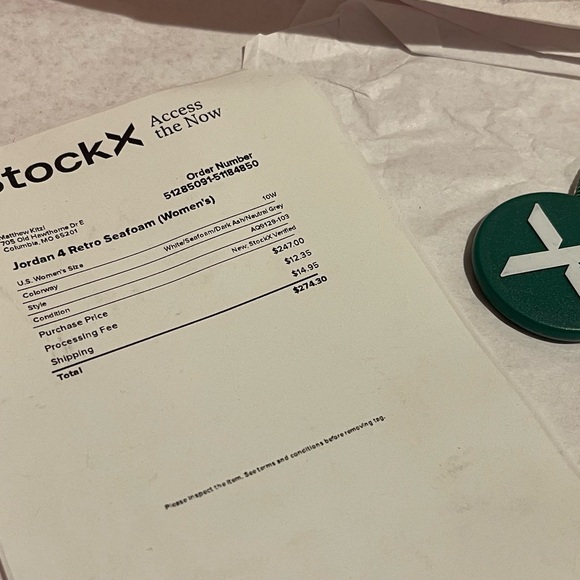 stockX
Access
the Now
Order Number
51285091-51184850
Matthew Kitzi
705 Old Hawthorne Dr E
Columbia, MO 65201
Jordan 4 Retro Seafoam (Women's)
U.S. Women's Size 10W
Colorway White/Seafoam/Dark Ash/Neutral Grey
Style AQ9129-103
Condition New, StockX Verified
Purchase Price $247.00
Processing Fee $12.35
Shipping $14.95
Total $274.30
Please inspect the item. See terms and conditions before removing tag.
X